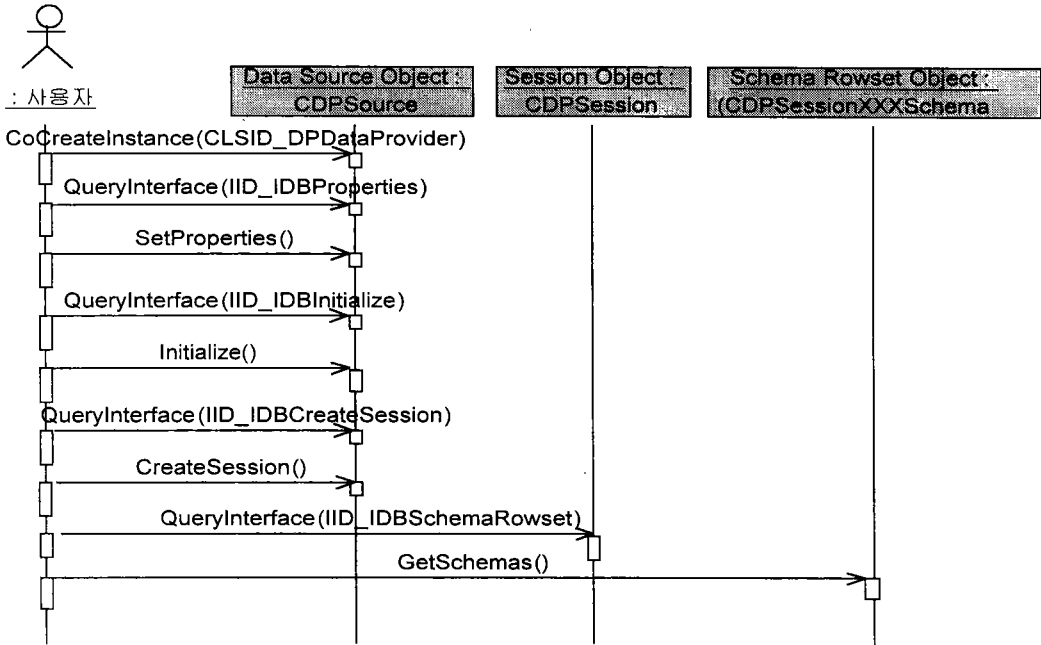 : 사용자
Data Source Object :
CDPSource
Session Object :
CDPSession
Schema Rowset Object :
(CDPSessionXXXSchema
CoCreateInstance(CLSID_DPDataProvider)
QueryInterface(IID_IDBProperties)
SetProperties()
QueryInterface(IID_IDBInitialize)
Initialize()
QueryInterface(IID_IDBCreateSession)
CreateSession()
QueryInterface(IID_IDBSchemaRowset)
GetSchemas()